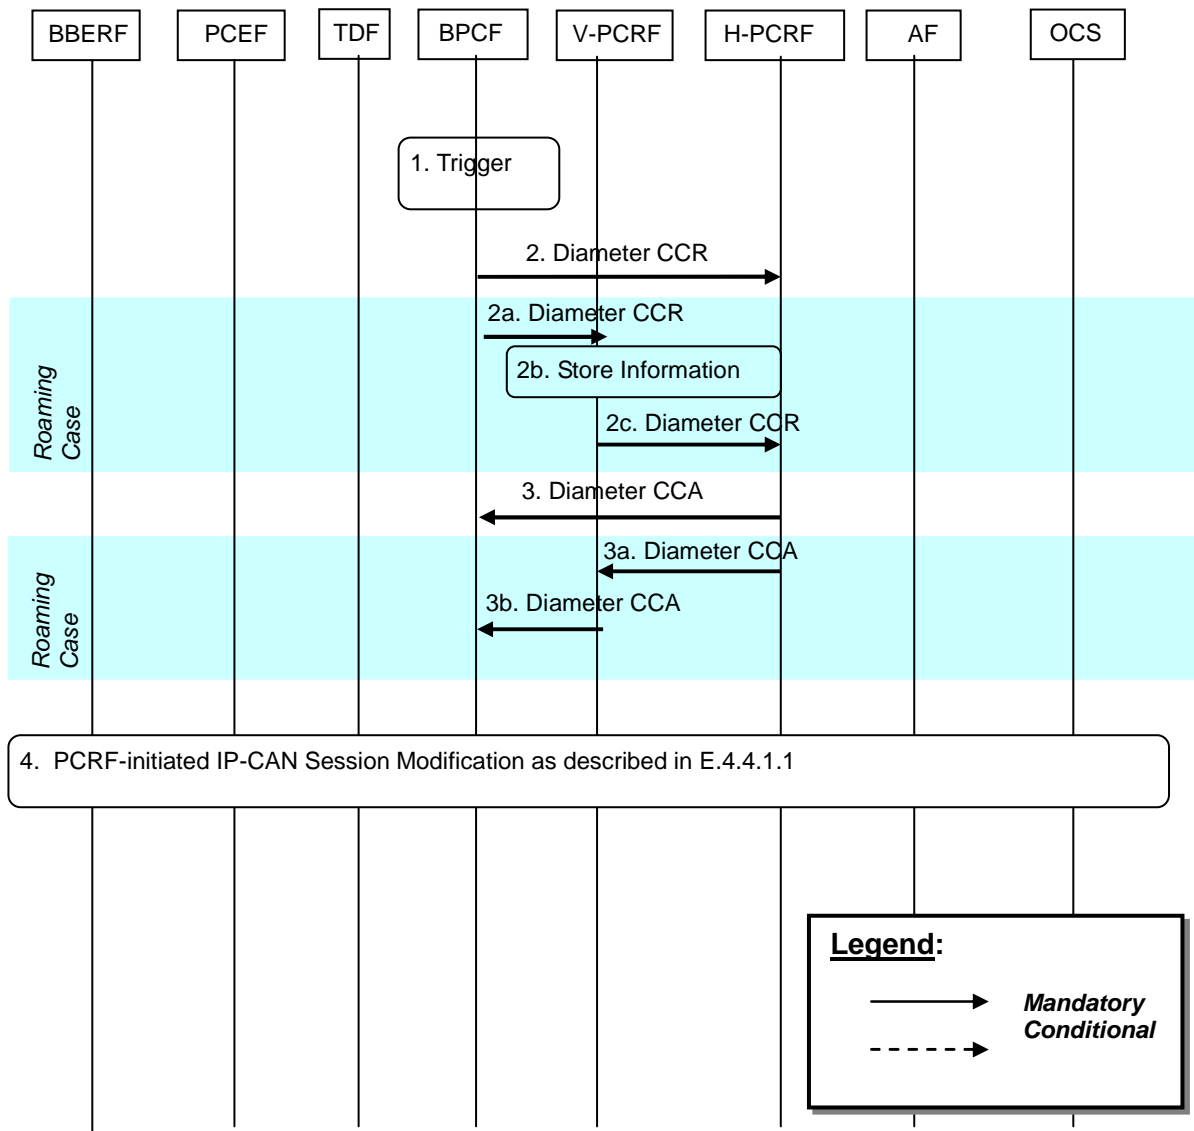 BBERF PCEF TDF BPCF V-PCRF H-PCRF AF OCS
1. Trigger
2. Diameter CCR
2a. Diameter CCR
2b. Store Information
2c. Diameter CCR
Roaming
Case
3. Diameter CCA
3a. Diameter CCA
3b. Diameter CCA
Roaming
Case
4. PCRF-initiated IP-CAN Session Modification as described in E.4.4.1.1
Legend:
Mandatory
Conditional